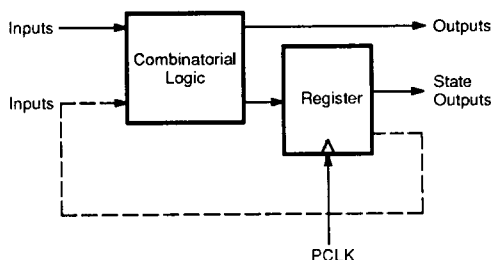 Inputs
Outputs
Combinatorial
Logic
Inputs
Register
State
Outputs
PCLK